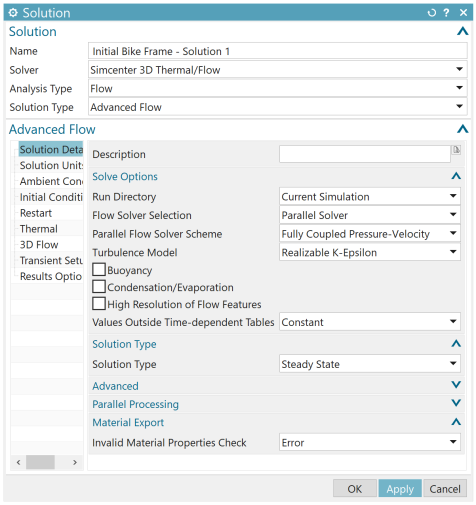 Solution
Solution
Name Initial Bike Frame - Solution 1
Solver Simcenter 3D Thermal/Flow
Analysis Type Flow
Solution Type Advanced Flow
Advanced Flow
Solution Deta
Solution Unit
Ambient Con
Initial Conditi
Restart
Thermal
3D Flow
Transient Setu
Results Optio
Description
Solve Options
Run Directory Current Simulation
Flow Solver Selection Parallel Solver
Parallel Flow Solver Scheme Fully Coupled Pressure-Velocity
Turbulence Model Realizable K-Epsilon
Buoyancy
Condensation/Evaporation
High Resolution of Flow Features
Values Outside Time-dependent Tables Constant
Solution Type
Solution Type Steady State
Advanced
Parallel Processing
Material Export
Invalid Material Properties Check Error
OK Apply Cancel